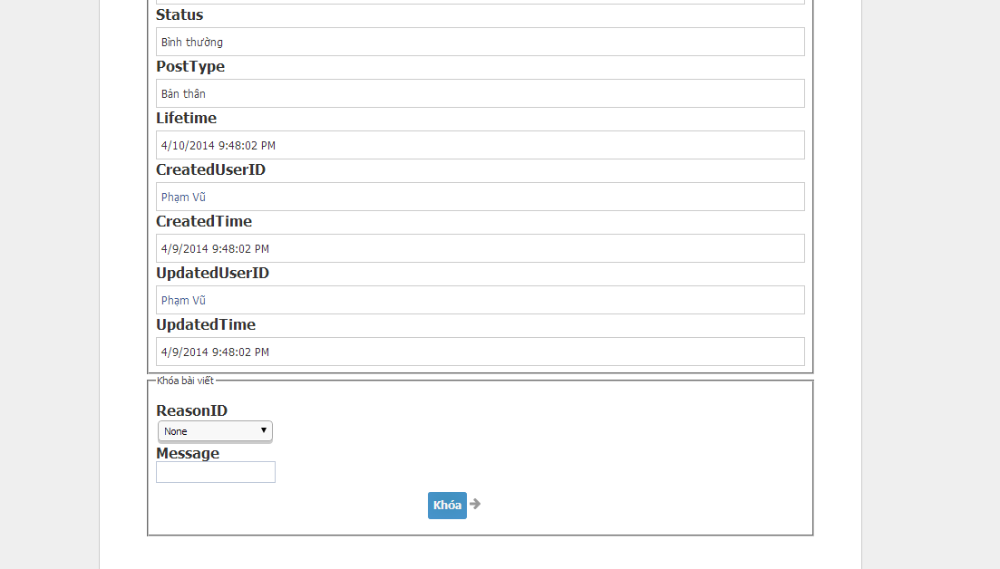 Status
Bình thường
PostType
Bản thân
Lifetime
4/10/2014 9:48:02 PM
CreatedUserID
Phạm Vũ
CreatedTime
4/9/2014 9:48:02 PM
UpdatedUserID
Phạm Vũ
UpdatedTime
4/9/2014 9:48:02 PM
Khóa bài viết
ReasonID
None
Message
Khóa